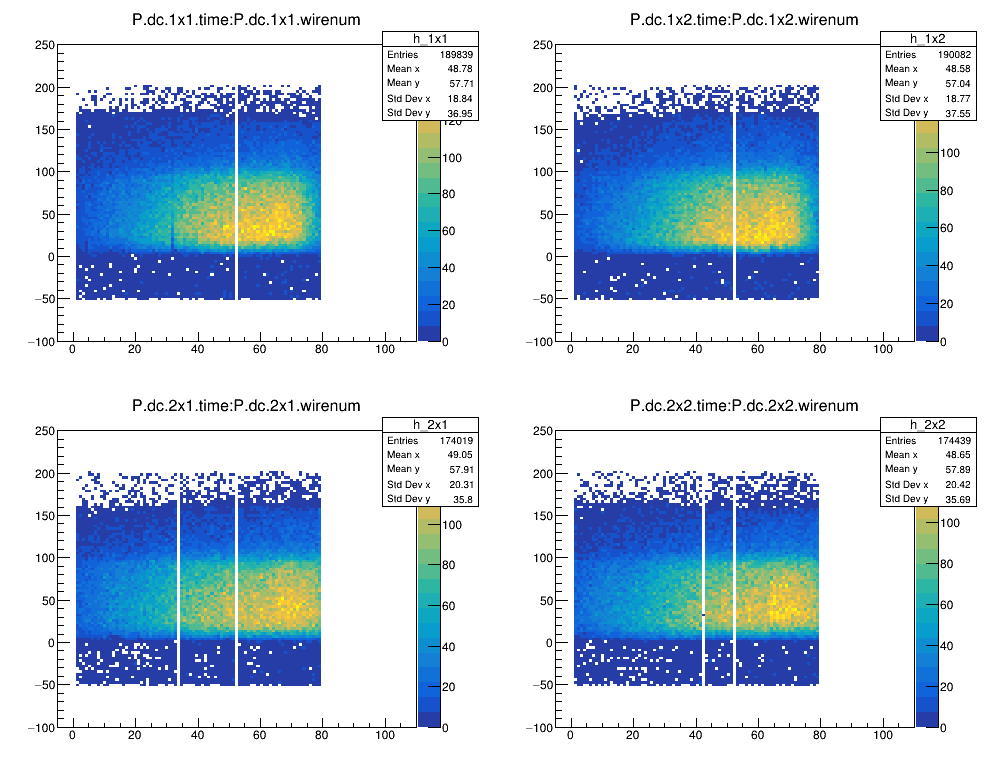 P.dc.1x1.time:P.dc.1x1.wirenum
h_1x1
Entries 189839
Mean x 48.78
Mean y 57.71
Std Dev x 18.84
Std Dev y 36.95
250
200
150
100
50
0
−50
−100
0 20 40 60 80 100
120
100
80
60
40
20
0
P.dc.1x2.time:P.dc.1x2.wirenum
h_1x2
Entries 190082
Mean x 48.58
Mean y 57.04
Std Dev x 18.77
Std Dev y 37.55
250
200
150
100
50
0
−50
−100
0 20 40 60 80 100
100
80
60
40
20
0
P.dc.2x1.time:P.dc.2x1.wirenum
h_2x1
Entries 174019
Mean x 49.05
Mean y 57.91
Std Dev x 20.31
Std Dev y 35.8
250
200
150
100
50
0
−50
−100
0 20 40 60 80 100
100
80
60
40
20
0
P.dc.2x2.time:P.dc.2x2.wirenum
h_2x2
Entries 174439
Mean x 48.65
Mean y 57.89
Std Dev x 20.42
Std Dev y 35.69
250
200
150
100
50
0
−50
−100
0 20 40 60 80 100
100
80
60
40
20
0